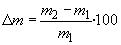 Δm = (m₂ − m₁)/m₁ · 100